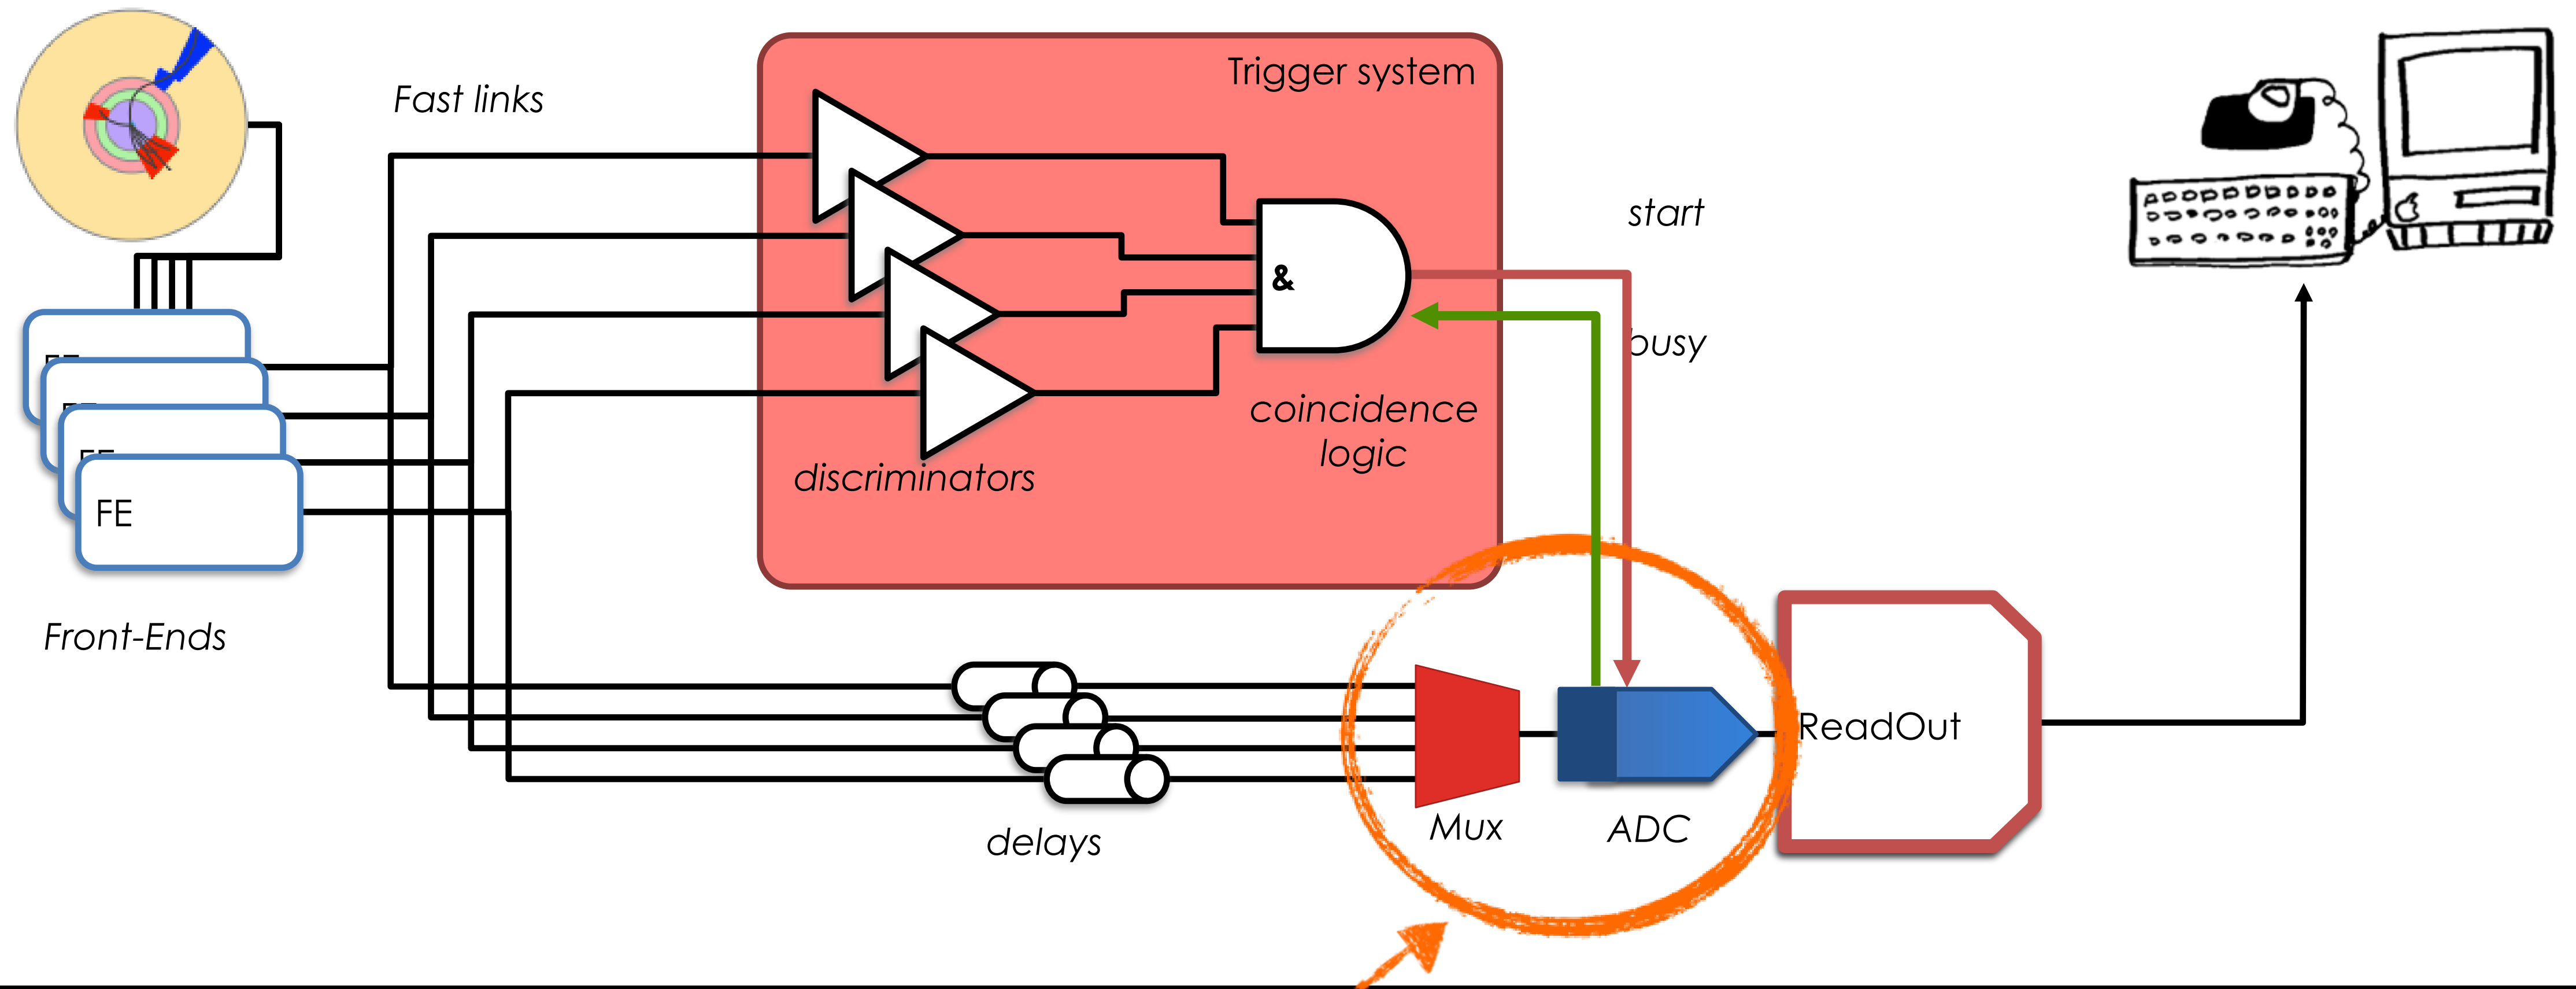 Fast links
Trigger system
start
&
busy
coincidence
logic
discriminators
FE
Front-Ends
ReadOut
Mux
ADC
delays